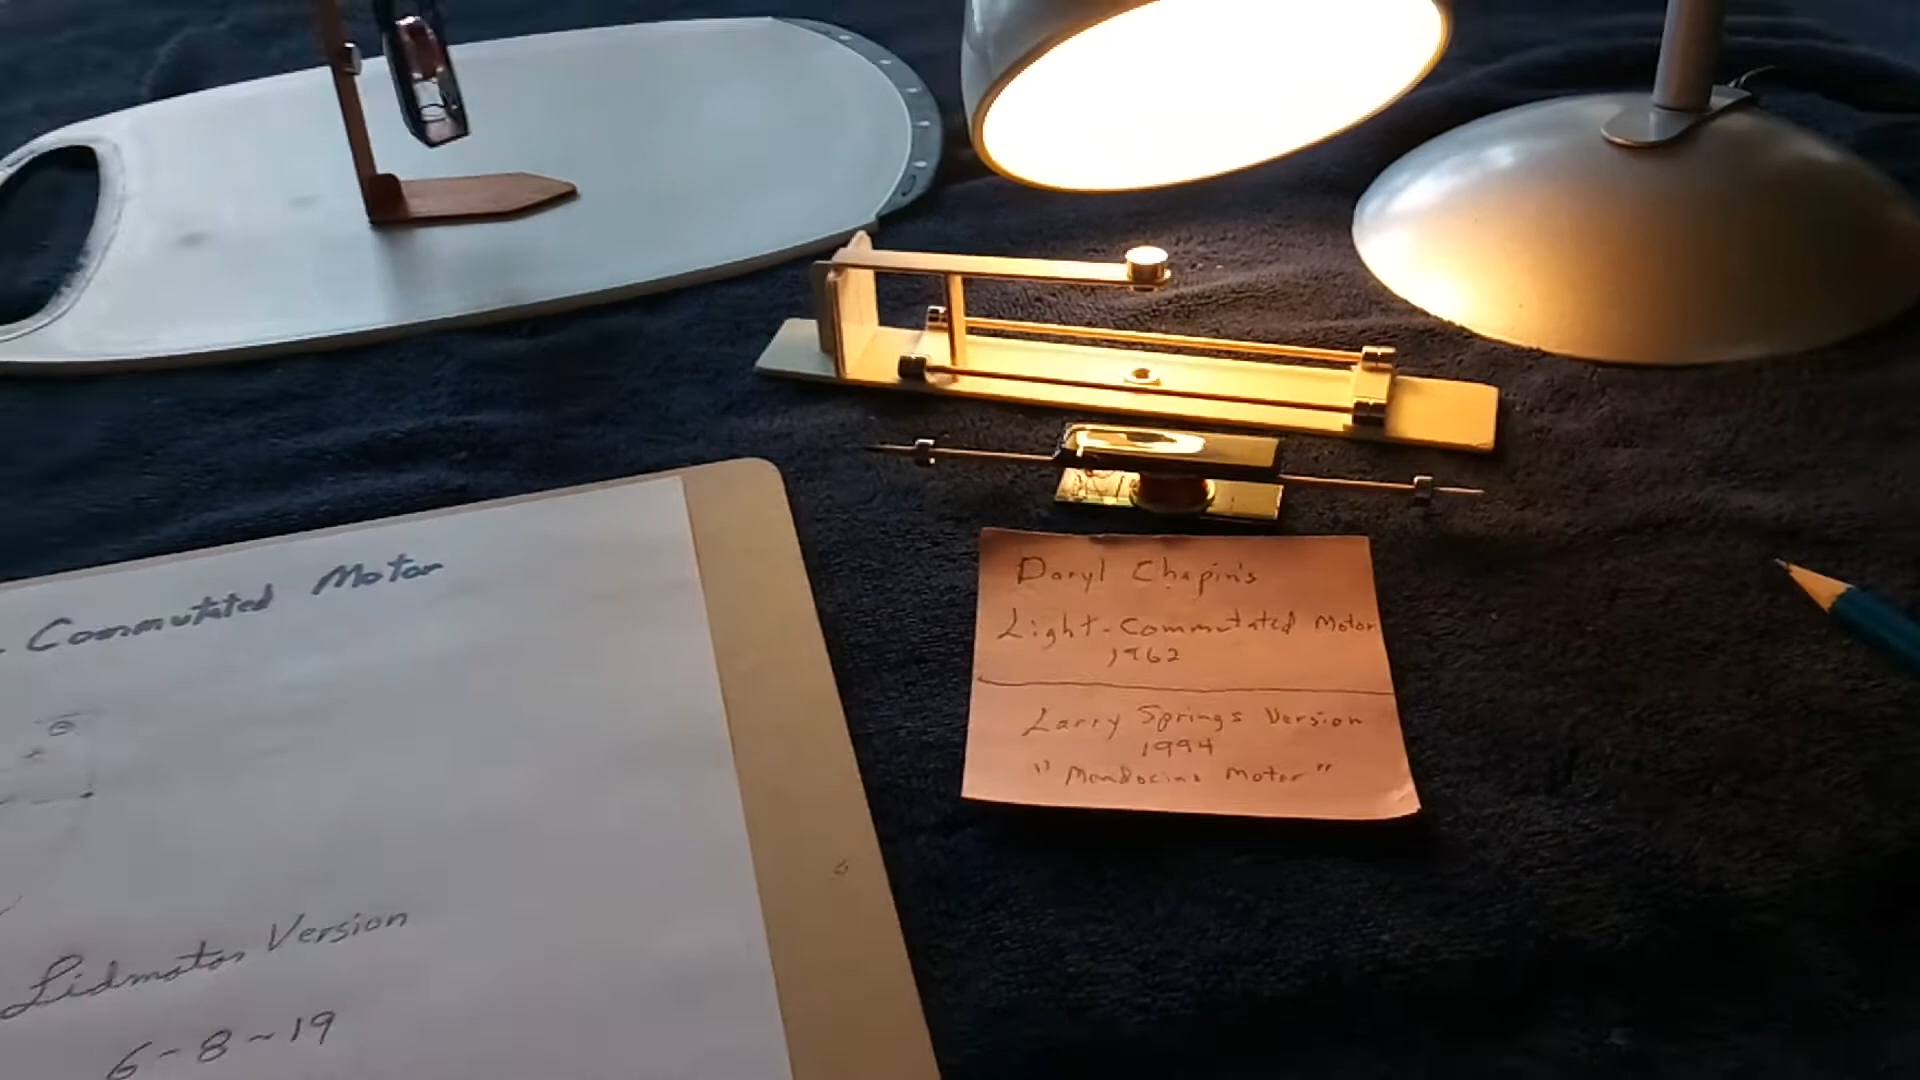 Commutated Motor
Lidmotor Version
6-8-19
Daryl Chapin's
Light-Commutated Motor
1962
Larry Springs Version
1994
"Mendocino Motor"